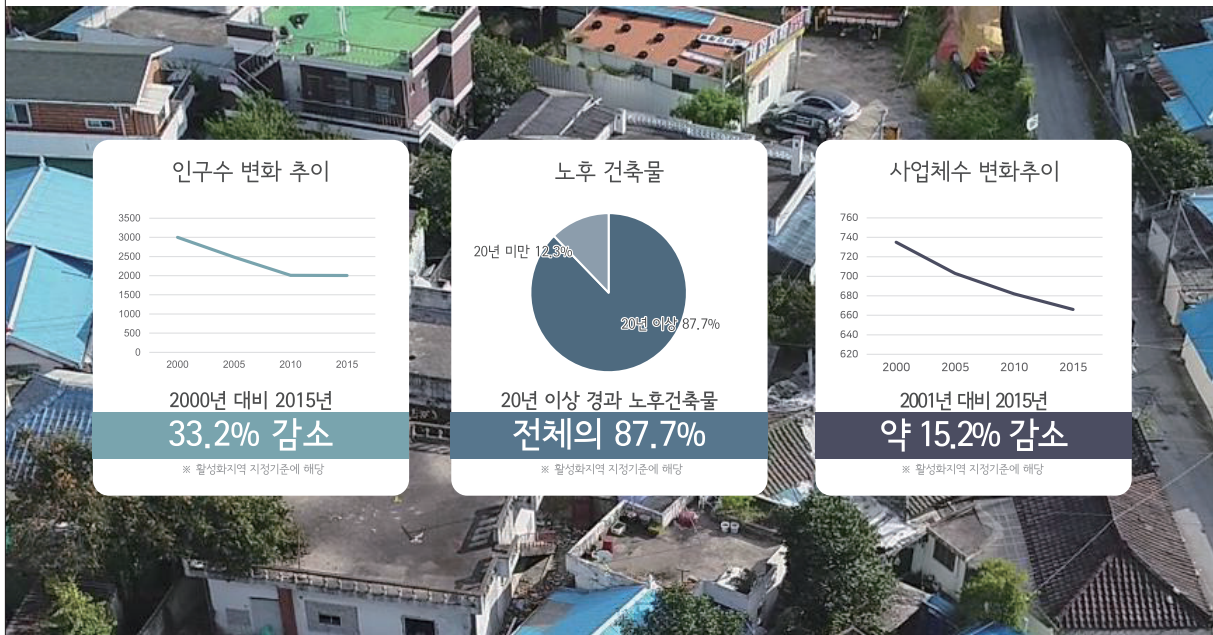 인구수 변화 추이
3500
3000
2500
2000
1500
1000
500
0
2000 2005 2010 2015
2000년 대비 2015년
33.2% 감소
※ 활성화지역 지정기준에 해당
노후 건축물
20년 미만 12.3%
20년 이상 87.7%
20년 이상 경과 노후건축물
전체의 87.7%
※ 활성화지역 지정기준에 해당
사업체수 변화추이
760
740
720
700
680
660
640
620
2000 2005 2010 2015
2001년 대비 2015년
약 15.2% 감소
※ 활성화지역 지정기준에 해당